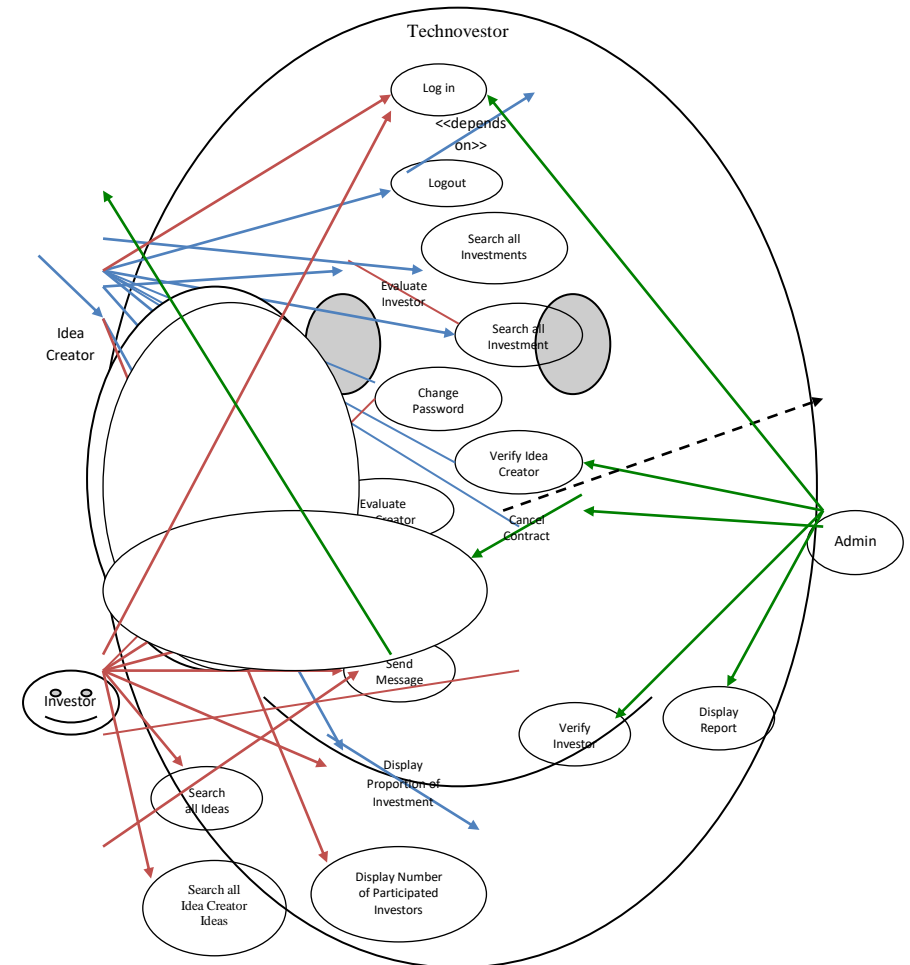 Technovestor
Log in
<<depends
on>>
Logout
Search all
Investments
Evaluate
Investor
Search all
Investment
Idea
Creator
Change
Password
Verify Idea
Creator
Evaluate
Cancel
Contract
Admin
Send
Message
Investor
Display
Report
Verify
Investor
Display
Proportion of
Investment
Search
all Ideas
Display Number
of Participated
Investors
Search all
Idea Creator
Ideas